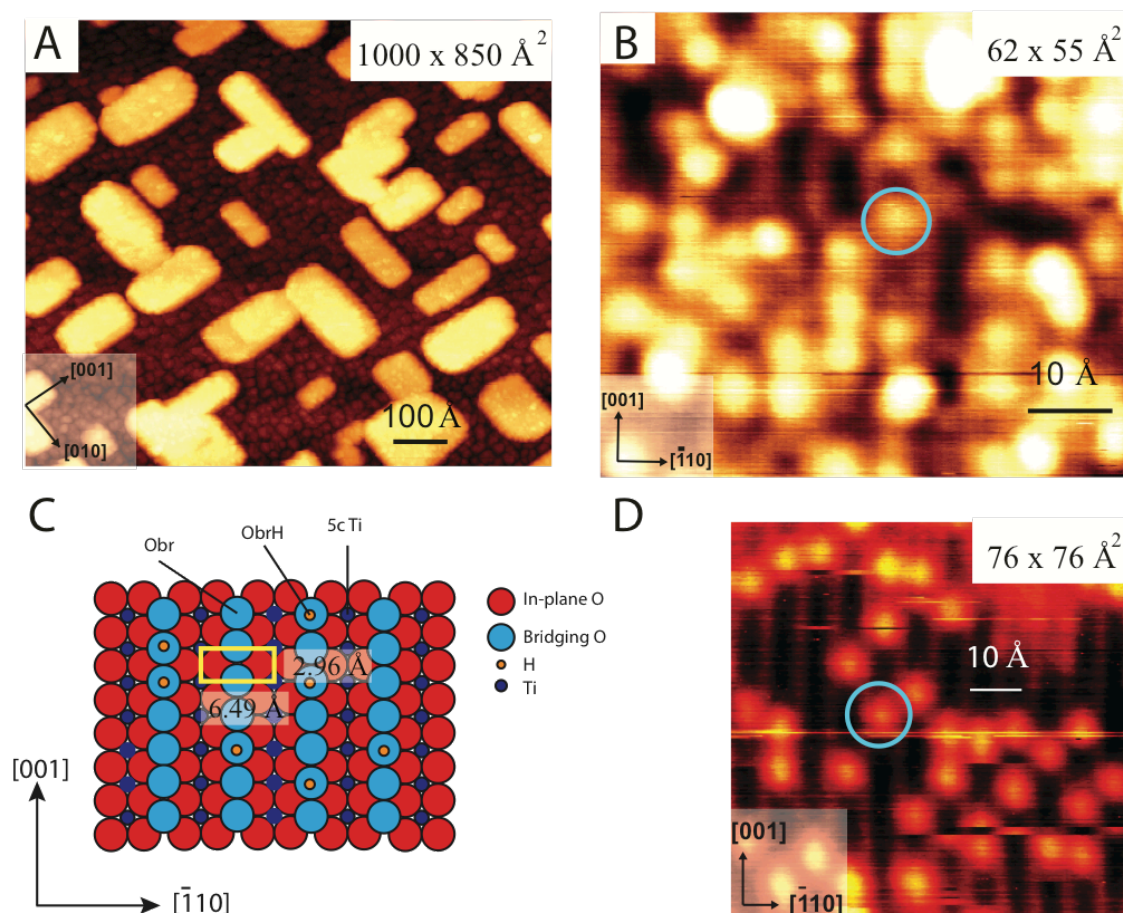 A
1000 x 850 Å²
[001]
[010]
100 Å
B
62 x 55 Å²
[001]
[1̄10]
10 Å
C
Obr
ObrH
5c Ti
2.96 Å
6.49 Å
In-plane O
Bridging O
H
Ti
[001]
[1̄10]
D
76 x 76 Å²
10 Å
[001]
[1̄10]